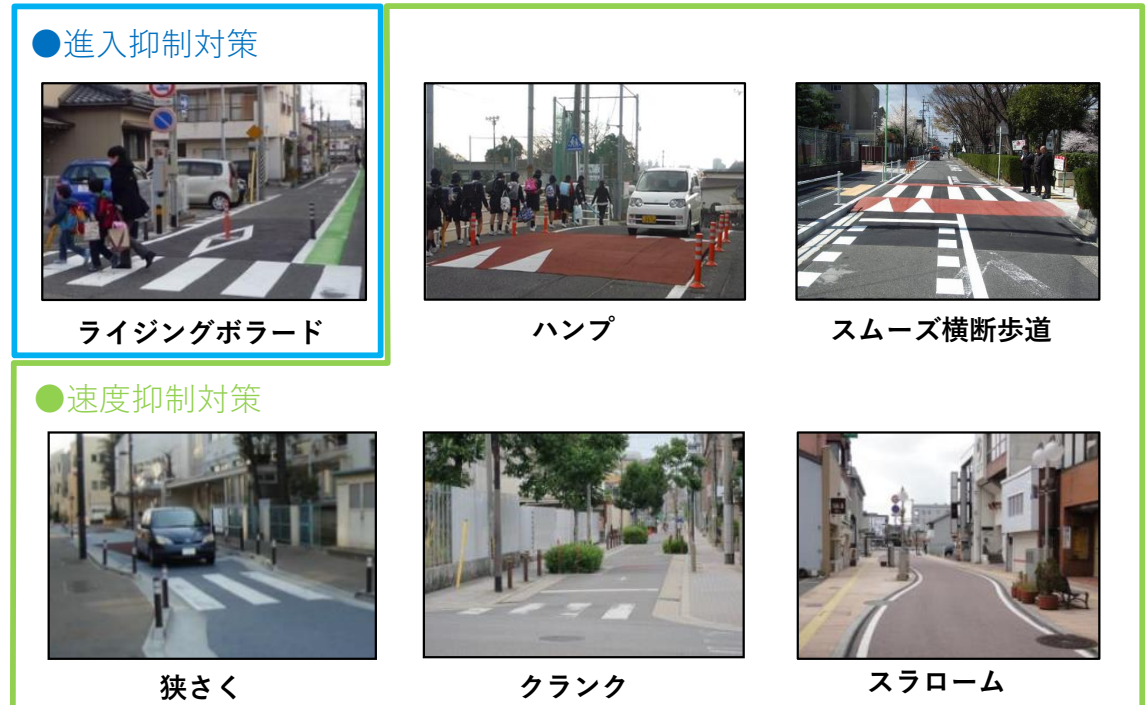 ●進入抑制対策
ライジングボラード
ハンプ
スムーズ横断歩道
●速度抑制対策
狭さく
クランク
スラローム